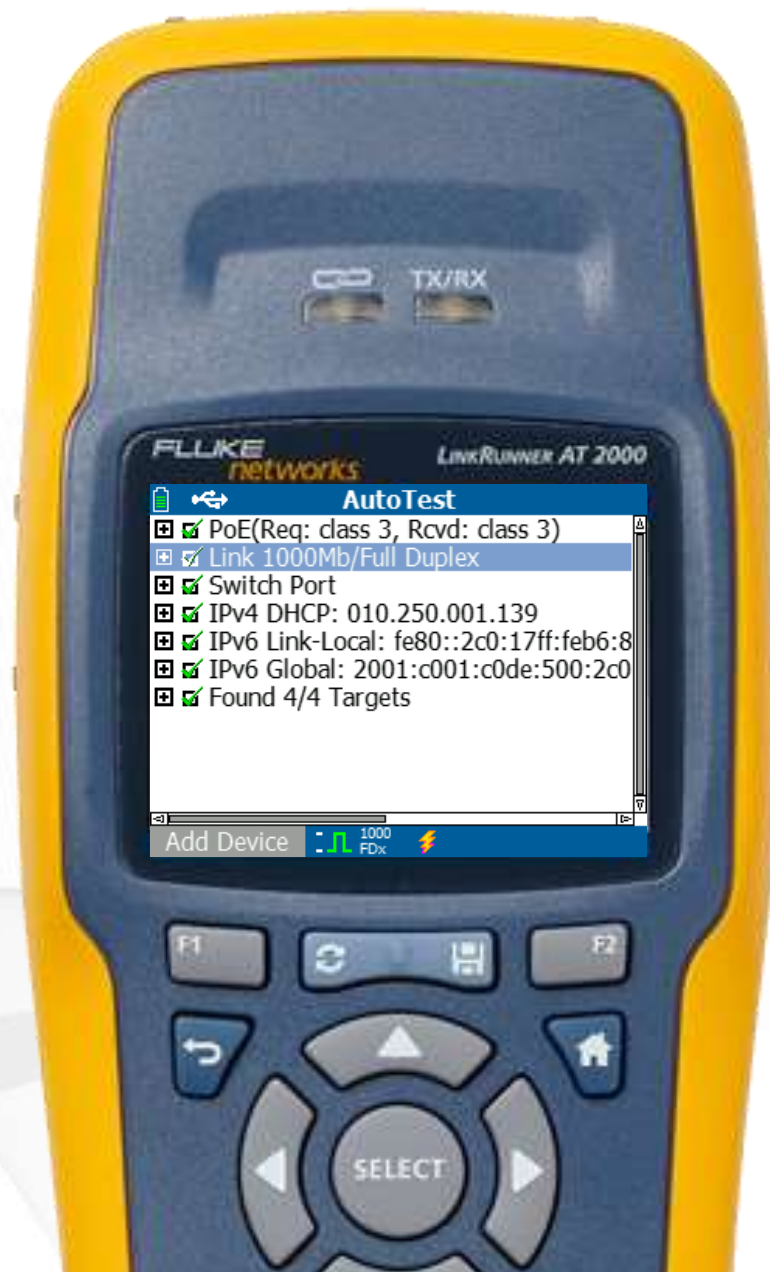 TX/RX
FLUKE
networks
LINKRUNNER AT 2000
AutoTest
PoE(Req: class 3, Rcvd: class 3)
Link 1000Mb/Full Duplex
Switch Port
IPv4 DHCP: 010.250.001.139
IPv6 Link-Local: fe80::2c0:17ff:feb6:8
IPv6 Global: 2001:c001:c0de:500:2c0
Found 4/4 Targets
Add Device
1000
FDx
F1
F2
SELECT